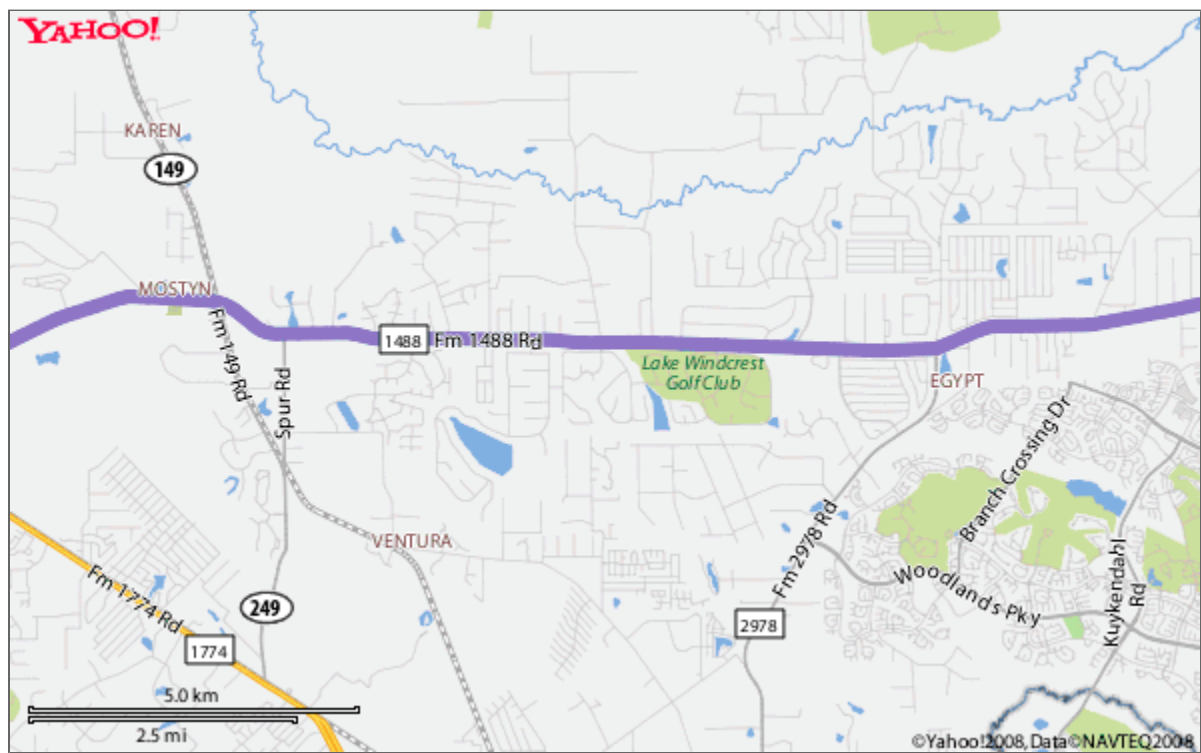 YAHOO!
KAREN
149
MOSTYN
1488
Fm 1488 Rd
Fm 149 Rd
Spur Rd
Lake Windcrest
Golf Club
EGYPT
Branch Crossing Dr
VENTURA
Fm 2978 Rd
Woodlands Pky
Kuykendahl
Rd
Fm 1774 Rd
249
2978
1774
5.0 km
2.5 mi
©Yahoo!2008, Data©NAVTEQ2008